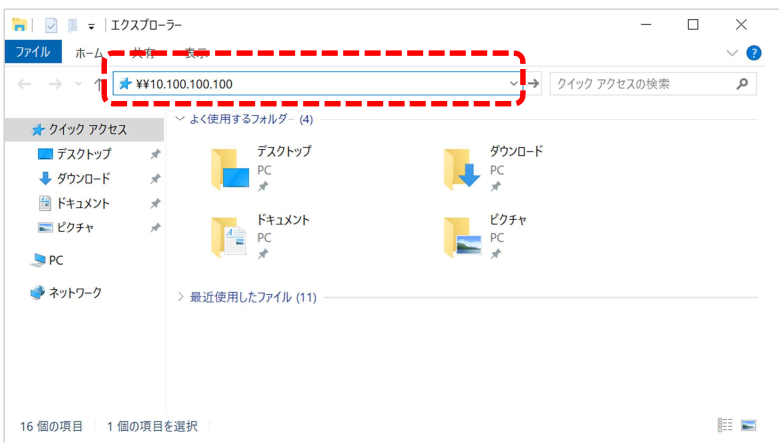 エクスプローラー
ファイル ホーム 共有 表示
¥¥10.100.100.100 クイック アクセスの検索
クイック アクセス
デスクトップ
ダウンロード
ドキュメント
ピクチャ
PC
ネットワーク
よく使用するフォルダー (4)
デスクトップ
PC
ダウンロード
PC
ドキュメント
PC
ピクチャ
PC
最近使用したファイル (11)
16 個の項目 1 個の項目を選択